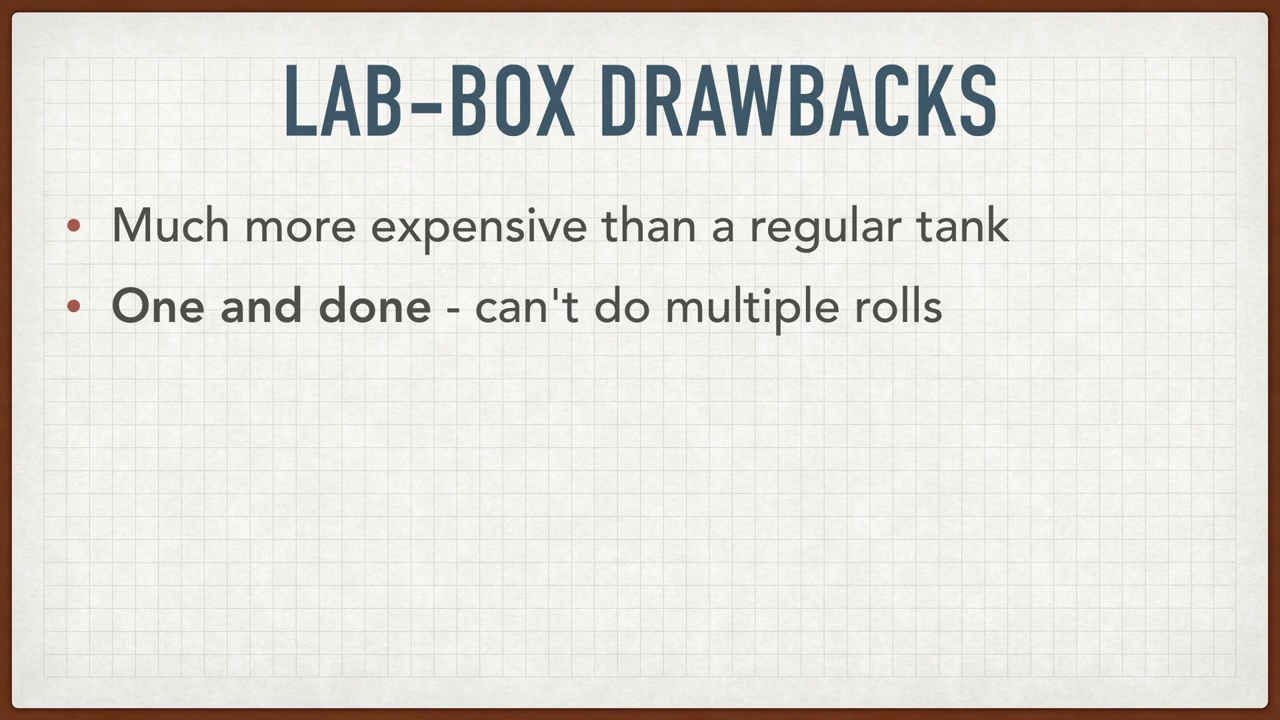 LAB-BOX DRAWBACKS
• Much more expensive than a regular tank
• One and done - can't do multiple rolls